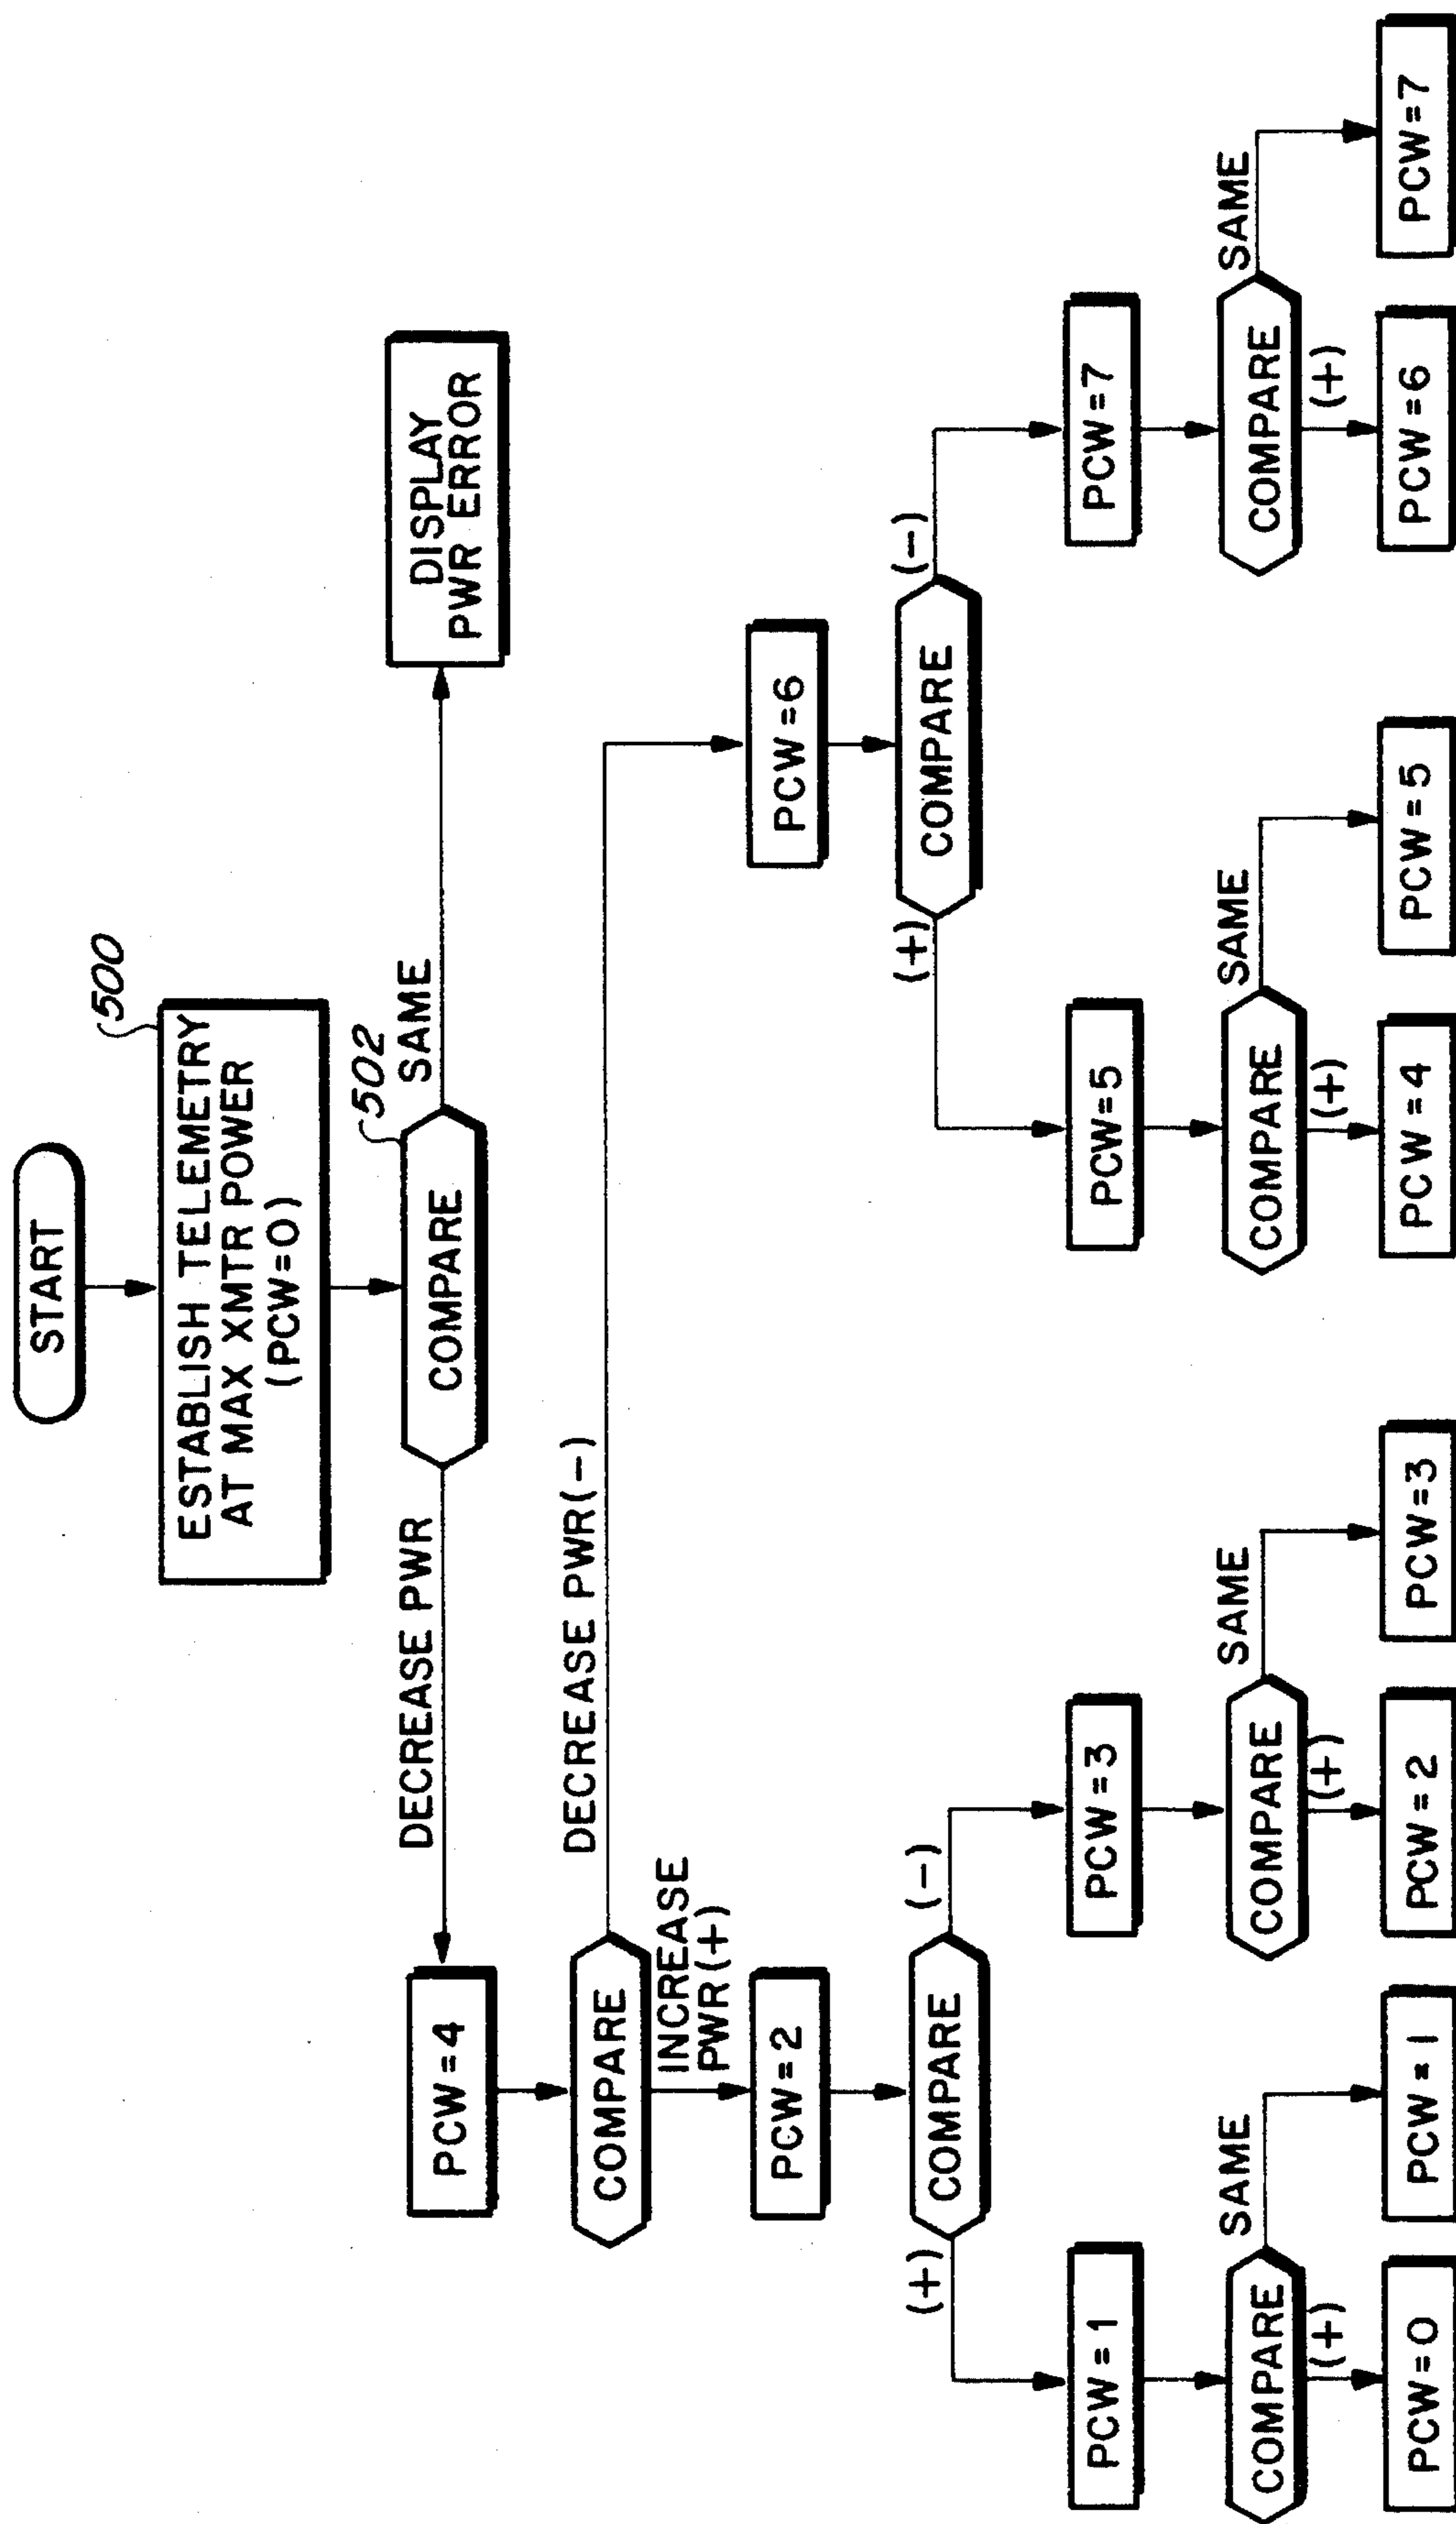 START
500
ESTABLISH TELEMETRY
AT MAX XMTR POWER
(PCW=0)
502
COMPARE
DECREASE PWR
SAME
DISPLAY
PWR ERROR
PCW=4
COMPARE
DECREASE PWR(-)
INCREASE
PWR(+)
PCW=2
PCW=6
COMPARE
(+)
(-)
COMPARE
(+)
(-)
PCW=1
PCW=3
PCW=5
PCW=7
COMPARE
SAME
(+)
COMPARE
SAME
(+)
COMPARE
SAME
(+)
COMPARE
SAME
(+)
PCW=0
PCW=1
PCW=2
PCW=3
PCW=4
PCW=5
PCW=6
PCW=7